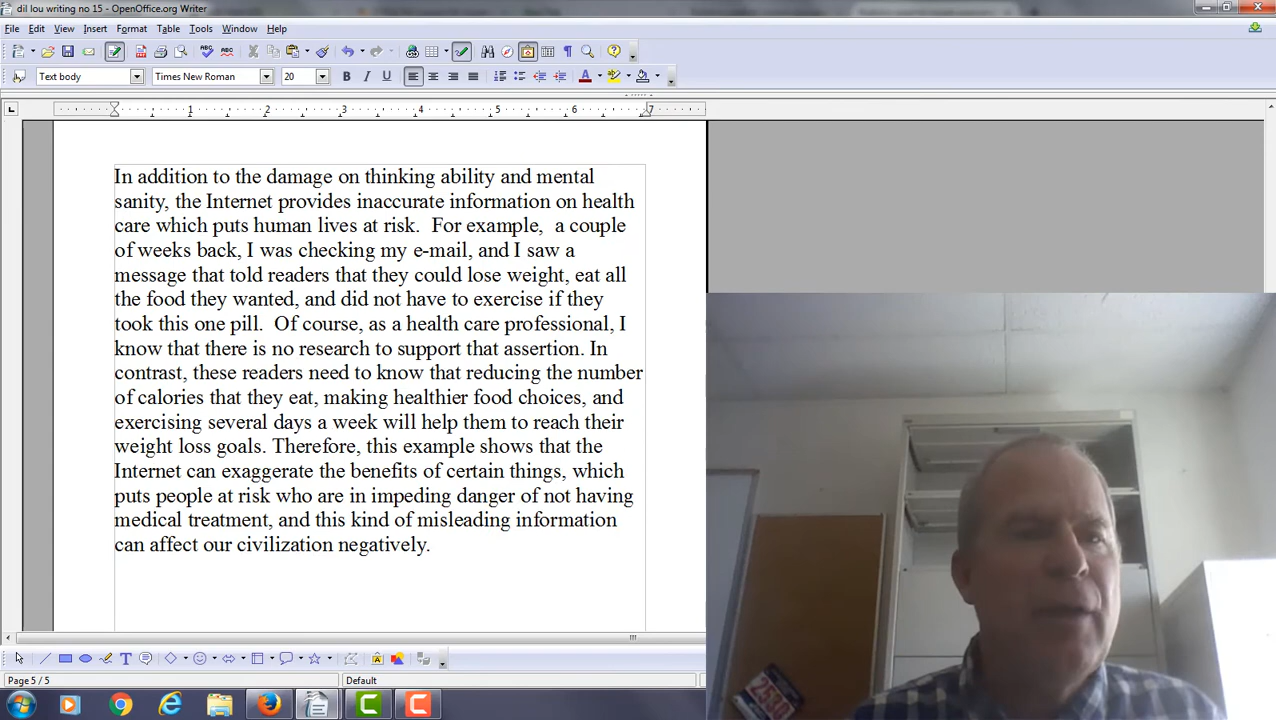 dil lou writing no 15 - OpenOffice.org Writer
File Edit View Insert Format Table Tools Window Help
Text body Times New Roman 20 B I U A
1 2 3 4 5 6 7
In addition to the damage on thinking ability and mental
sanity, the Internet provides inaccurate information on health
care which puts human lives at risk. For example, a couple
of weeks back, I was checking my e-mail, and I saw a
message that told readers that they could lose weight, eat all
the food they wanted, and did not have to exercise if they
took this one pill. Of course, as a health care professional, I
know that there is no research to support that assertion. In
contrast, these readers need to know that reducing the number
of calories that they eat, making healthier food choices, and
exercising several days a week will help them to reach their
weight loss goals. Therefore, this example shows that the
Internet can exaggerate the benefits of certain things, which
puts people at risk who are in impeding danger of not having
medical treatment, and this kind of misleading information
can affect our civilization negatively.
Page 5 / 5 Default